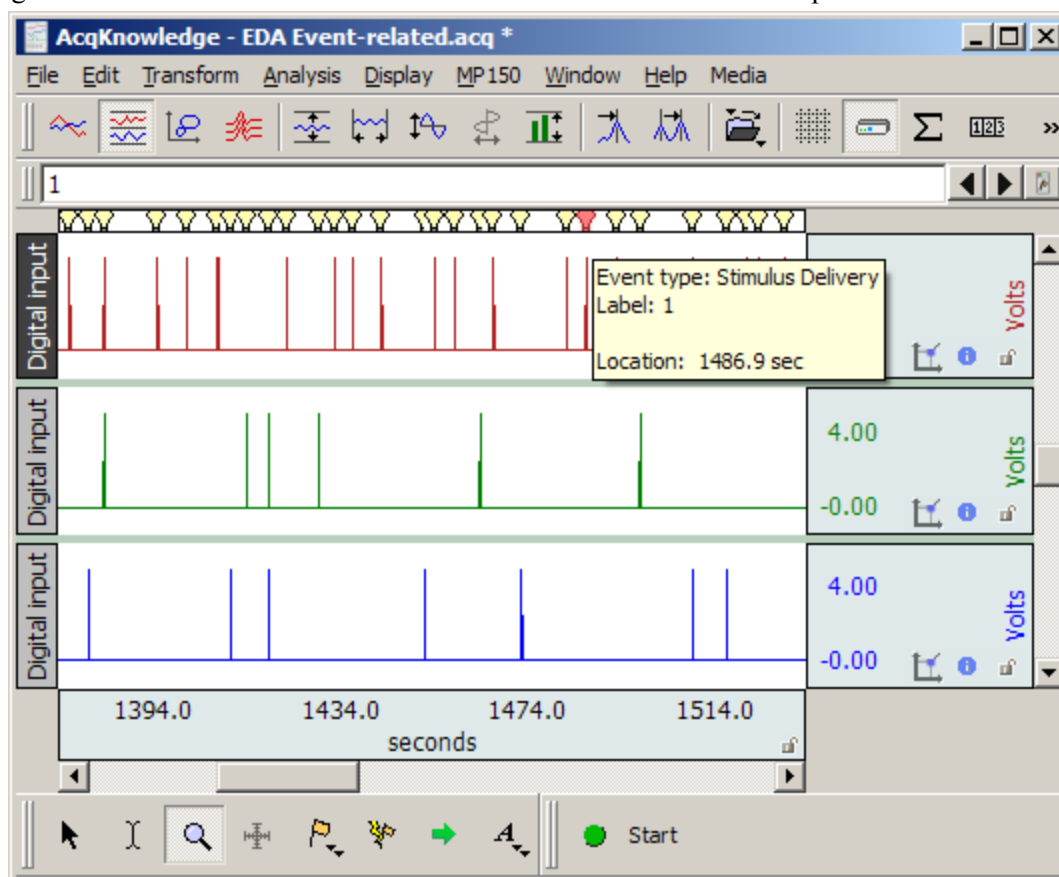 AcqKnowledge - EDA Event-related.acq *
File Edit Transform Analysis Display MP150 Window Help Media
123
»
1
Digital input
Event type: Stimulus Delivery
Label: 1
Location: 1486.9 sec
Volts
Digital input
4.00
-0.00
Volts
Digital input
4.00
-0.00
Volts
1394.0 1434.0 1474.0 1514.0
seconds
A
Start